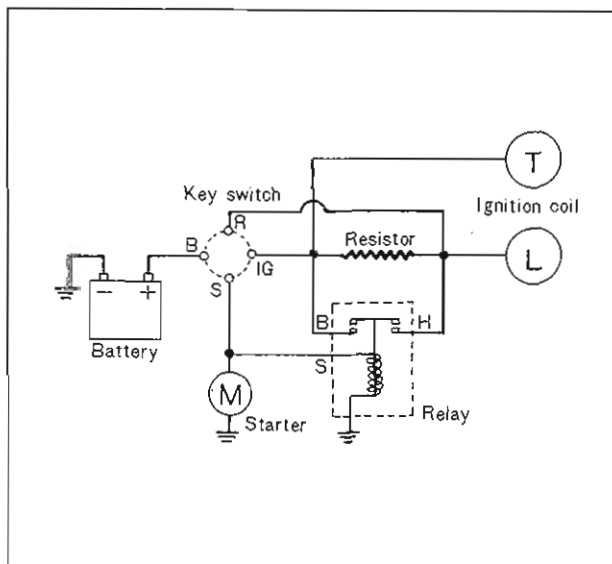 T
Ignition coil
Key switch
R
B
IG
S
Resistor
L
- +
Battery
B
H
S
M
Starter
Relay